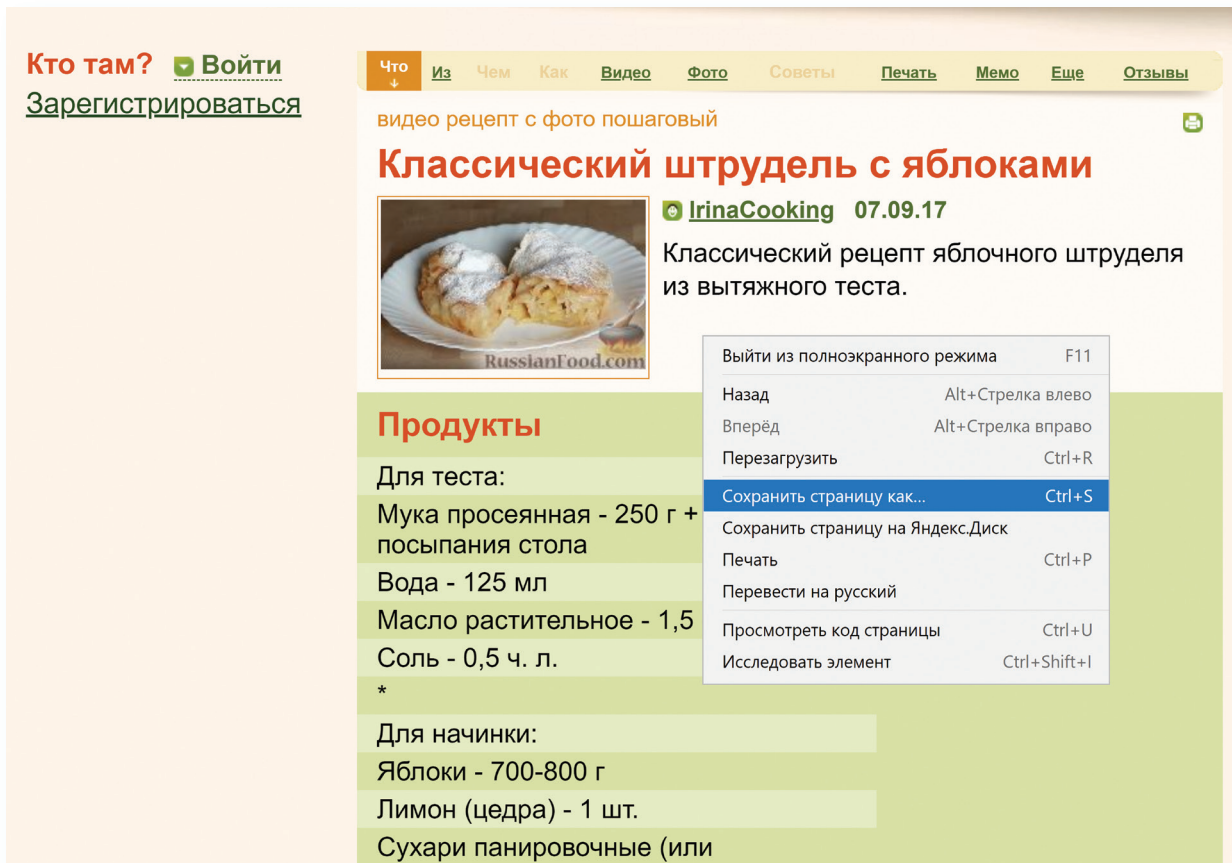 Кто там? Войти
Зарегистрироваться
Что Из Чем Как Видео Фото Советы Печать Мемо Еще Отзывы
видео рецепт с фото пошаговый
Классический штрудель с яблоками
IrinaCooking 07.09.17
Классический рецепт яблочного штруделя
из вытяжного теста.
RussianFood.com
Выйти из полноэкранного режима F11
Назад Alt+Стрелка влево
Вперёд Alt+Стрелка вправо
Перезагрузить Ctrl+R
Сохранить страницу как... Ctrl+S
Сохранить страницу на Яндекс.Диск
Печать Ctrl+P
Перевести на русский
Просмотреть код страницы Ctrl+U
Исследовать элемент Ctrl+Shift+I
Продукты
Для теста:
Мука просеянная - 250 г +
посыпания стола
Вода - 125 мл
Масло растительное - 1,5
Соль - 0,5 ч. л.
*
Для начинки:
Яблоки - 700-800 г
Лимон (цедра) - 1 шт.
Сухари панировочные (или